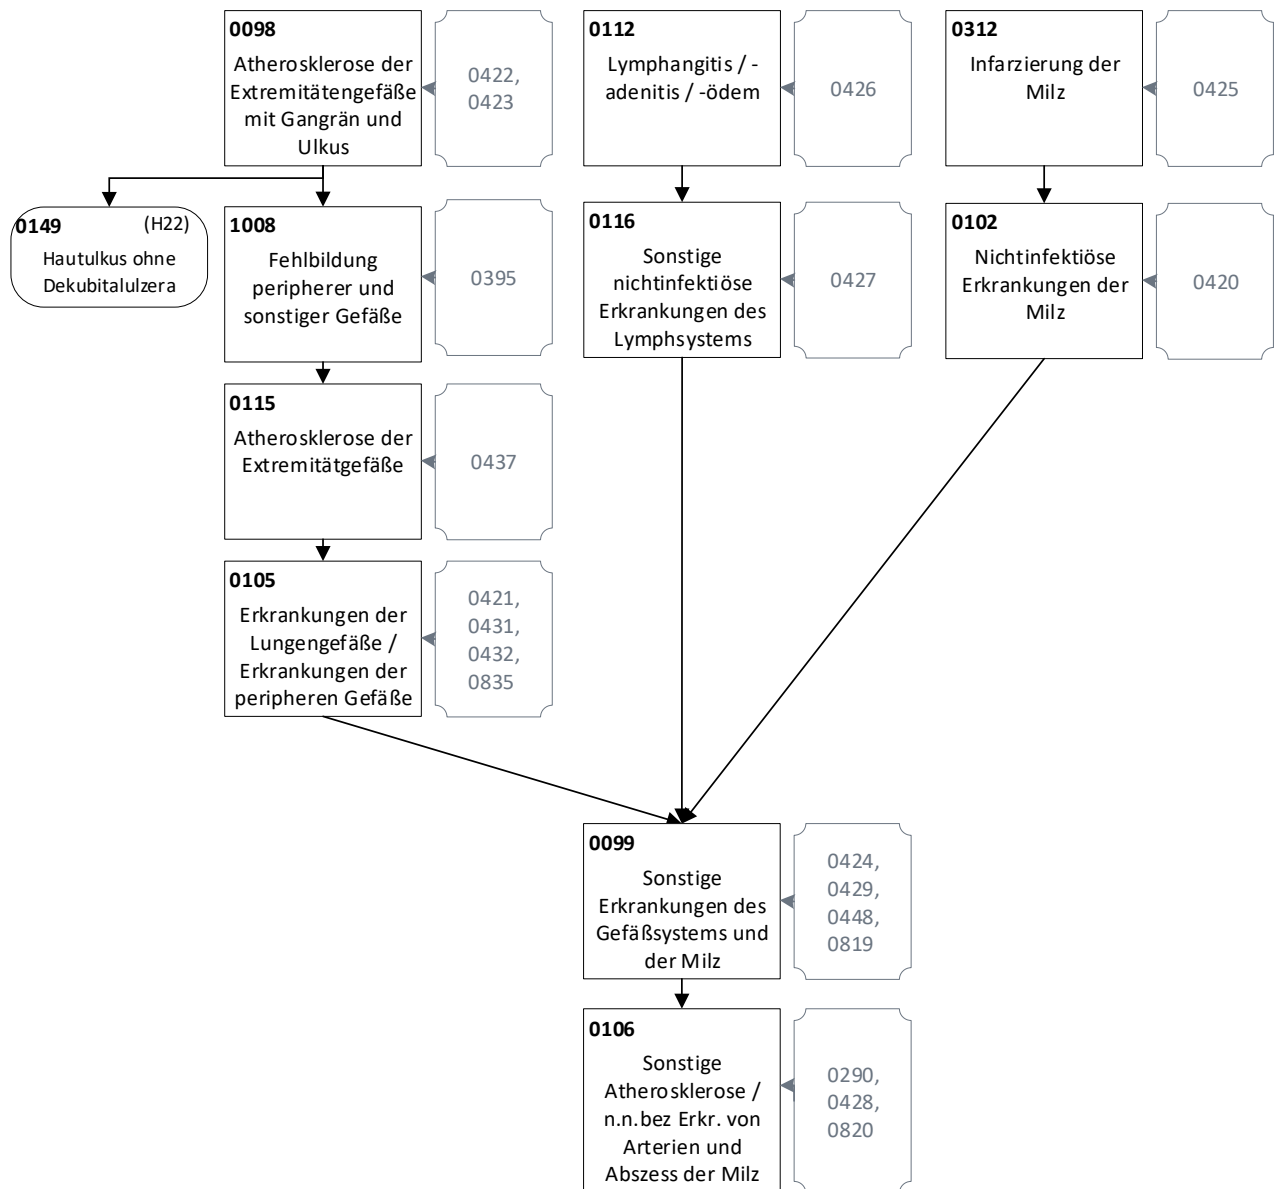 0098
Atherosklerose der
Extremitätengefäße
mit Gangrän und
Ulkus
0422,
0423
0112
Lymphangitis / -
adenitis / -ödem
0426
0312
Infarzierung der
Milz
0425
0149 (H22)
Hautulkus ohne
Dekubitalulzera
1008
Fehlbildung
peripherer und
sonstiger Gefäße
0395
0116
Sonstige
nichtinfektiöse
Erkrankungen des
Lymphsystems
0427
0102
Nichtinfektiöse
Erkrankungen der
Milz
0420
0115
Atherosklerose der
Extremitätgefäße
0437
0105
Erkrankungen der
Lungengefäße /
Erkrankungen der
peripheren Gefäße
0421,
0431,
0432,
0835
0099
Sonstige
Erkrankungen des
Gefäßsystems und
der Milz
0424,
0429,
0448,
0819
0106
Sonstige
Atherosklerose /
n.n.bez Erkr. von
Arterien und
Abszess der Milz
0290,
0428,
0820